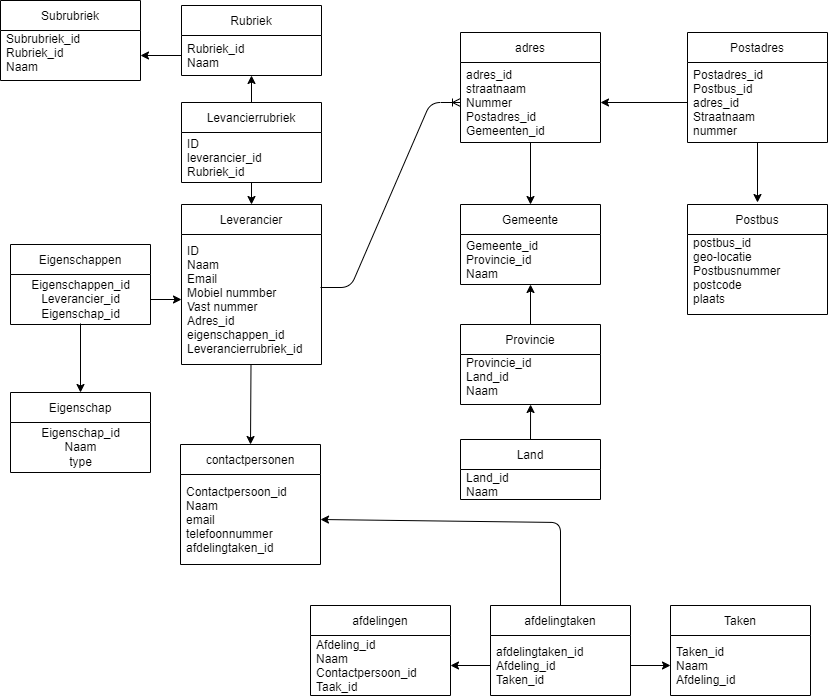 Subrubriek
Subrubriek_id
Rubriek_id
Naam
Rubriek
Rubriek_id
Naam
Levancierrubriek
ID
leverancier_id
Rubriek_id
Leverancier
ID
Naam
Email
Mobiel nummber
Vast nummer
Adres_id
eigenschappen_id
Leverancierrubriek_id
Eigenschappen
Eigenschappen_id
Leverancier_id
Eigenschap_id
Eigenschap
Eigenschap_id
Naam
type
contactpersonen
Contactpersoon_id
Naam
email
telefoonnummer
afdelingtaken_id
adres
adres_id
straatnaam
Nummer
Postadres_id
Gemeenten_id
Postadres
Postadres_id
Postbus_id
adres_id
Straatnaam
nummer
Gemeente
Gemeente_id
Provincie_id
Naam
Postbus
postbus_id
geo-locatie
Postbusnummer
postcode
plaats
Provincie
Provincie_id
Land_id
Naam
Land
Land_id
Naam
afdelingen
Afdeling_id
Naam
Contactpersoon_id
Taak_id
afdelingtaken
afdelingtaken_id
Afdeling_id
Taken_id
Taken
Taken_id
Naam
Afdeling_id